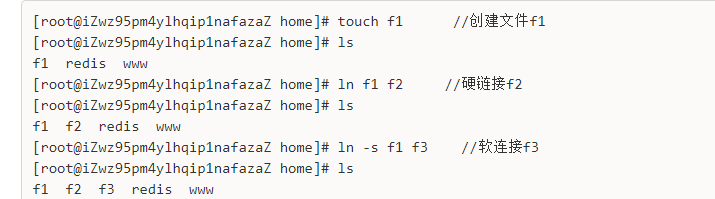 [root@iZwz95pm4ylhqip1nafazaZ home]# touch f1      //创建文件f1
[root@iZwz95pm4ylhqip1nafazaZ home]# ls
f1  redis  www
[root@iZwz95pm4ylhqip1nafazaZ home]# ln f1 f2     //硬链接f2
[root@iZwz95pm4ylhqip1nafazaZ home]# ls
f1  f2  redis  www
[root@iZwz95pm4ylhqip1nafazaZ home]# ln -s f1 f3    //软连接f3
[root@iZwz95pm4ylhqip1nafazaZ home]# ls
f1  f2  f3  redis  www